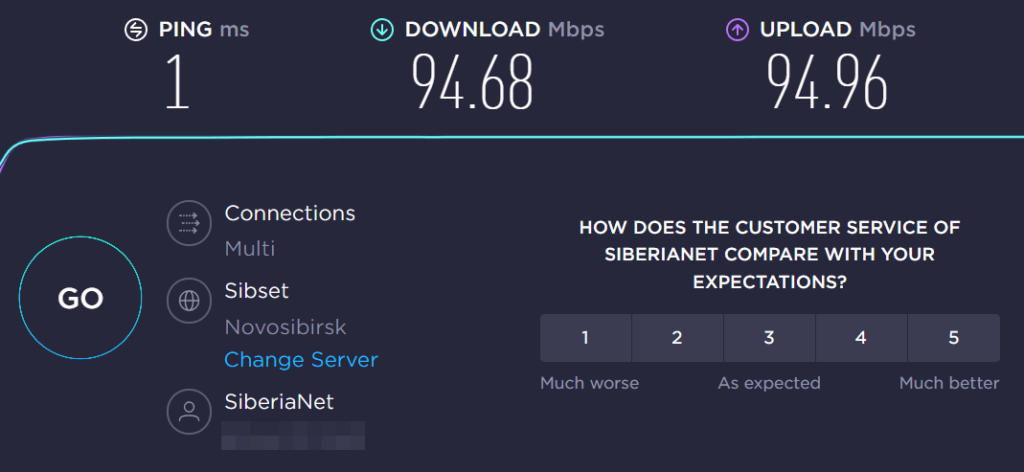 PING ms
1
DOWNLOAD Mbps
94.68
UPLOAD Mbps
94.96
GO
Connections
Multi
Sibset
Novosibirsk
Change Server
SiberiaNet
HOW DOES THE CUSTOMER SERVICE OF
SIBERIANET COMPARE WITH YOUR
EXPECTATIONS?
1 2 3 4 5
Much worse As expected Much better